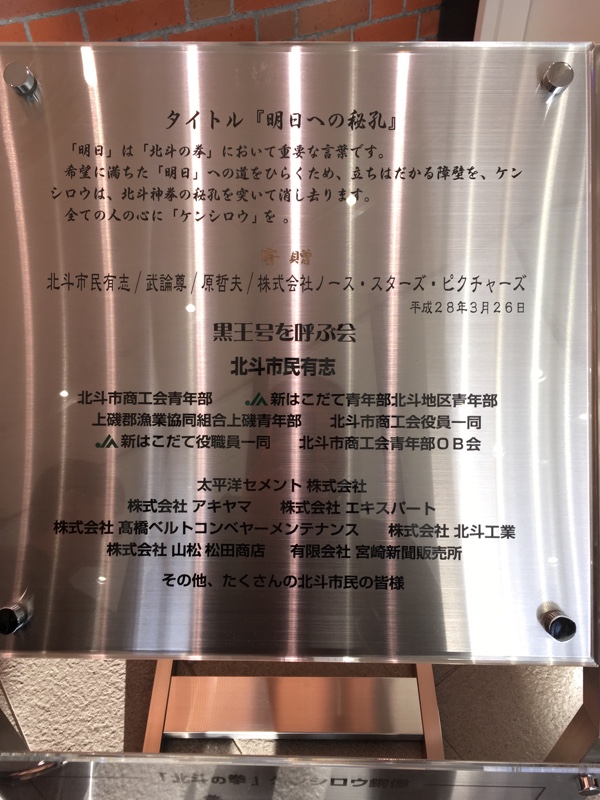 タイトル『明日への秘孔』
「明日」は「北斗の拳」において重要な言葉です。
希望に満ちた「明日」への道をひらくため、立ちはだかる障壁を、ケン
シロウは、北斗神拳の秘孔を突いて消し去ります。
全ての人の心に「ケンシロウ」を 。
寄 贈
北斗市民有志/武論尊/原哲夫/株式会社ノース・スターズ・ピクチャーズ
平成28年3月26日
黒王号を呼ぶ会
北斗市民有志
北斗市商工会青年部 JA新はこだて青年部北斗地区青年部
上磯郡漁業協同組合上磯青年部 北斗市商工会役員一同
JA新はこだて役職員一同 北斗市商工会青年部OB会
太平洋セメント 株式会社
株式会社 アキヤマ 株式会社 エキスパート
株式会社 髙橋ベルトコンベヤーメンテナンス 株式会社 北斗工業
株式会社 山松 松田商店 有限会社 宮崎新聞販売所
その他、たくさんの北斗市民の皆様
「北斗の拳」ケンシロウ銅像